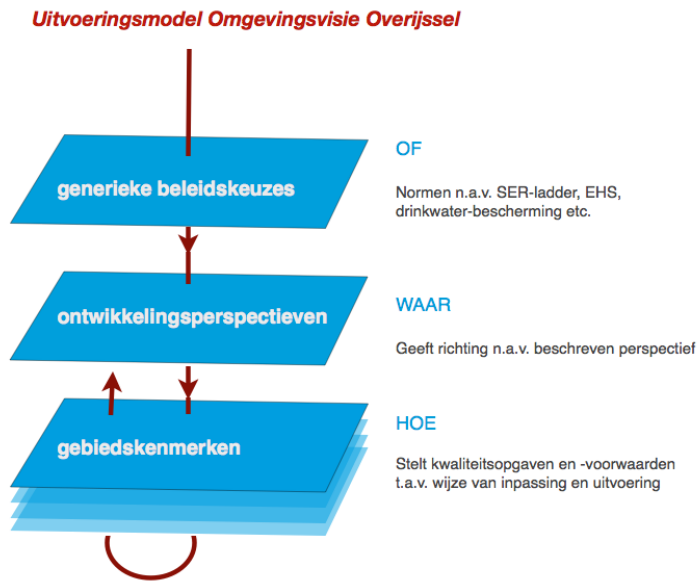 Uitvoeringsmodel Omgevingsvisie Overijssel
generieke beleidskeuzes
OF
Normen n.a.v. SER-ladder, EHS,
drinkwater-bescherming etc.
ontwikkelingsperspectieven
WAAR
Geeft richting n.a.v. beschreven perspectief
gebiedskenmerken
HOE
Stelt kwaliteitsopgaven en -voorwaarden
t.a.v. wijze van inpassing en uitvoering